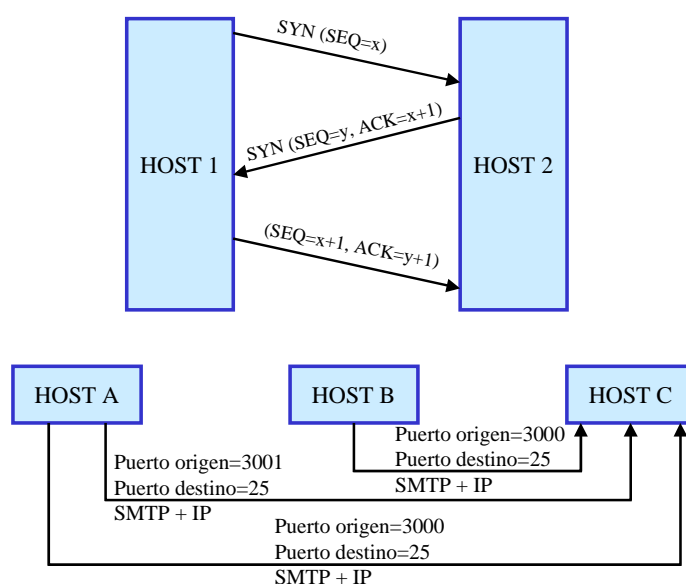 SYN (SEQ=x)
SYN (SEQ=y, ACK=x+1)
HOST 1
HOST 2
(SEQ=x+1, ACK=y+1)
HOST A
HOST B
HOST C
Puerto origen=3000
Puerto destino=25
SMTP + IP
Puerto origen=3001
Puerto destino=25
SMTP + IP
Puerto origen=3000
Puerto destino=25
SMTP + IP